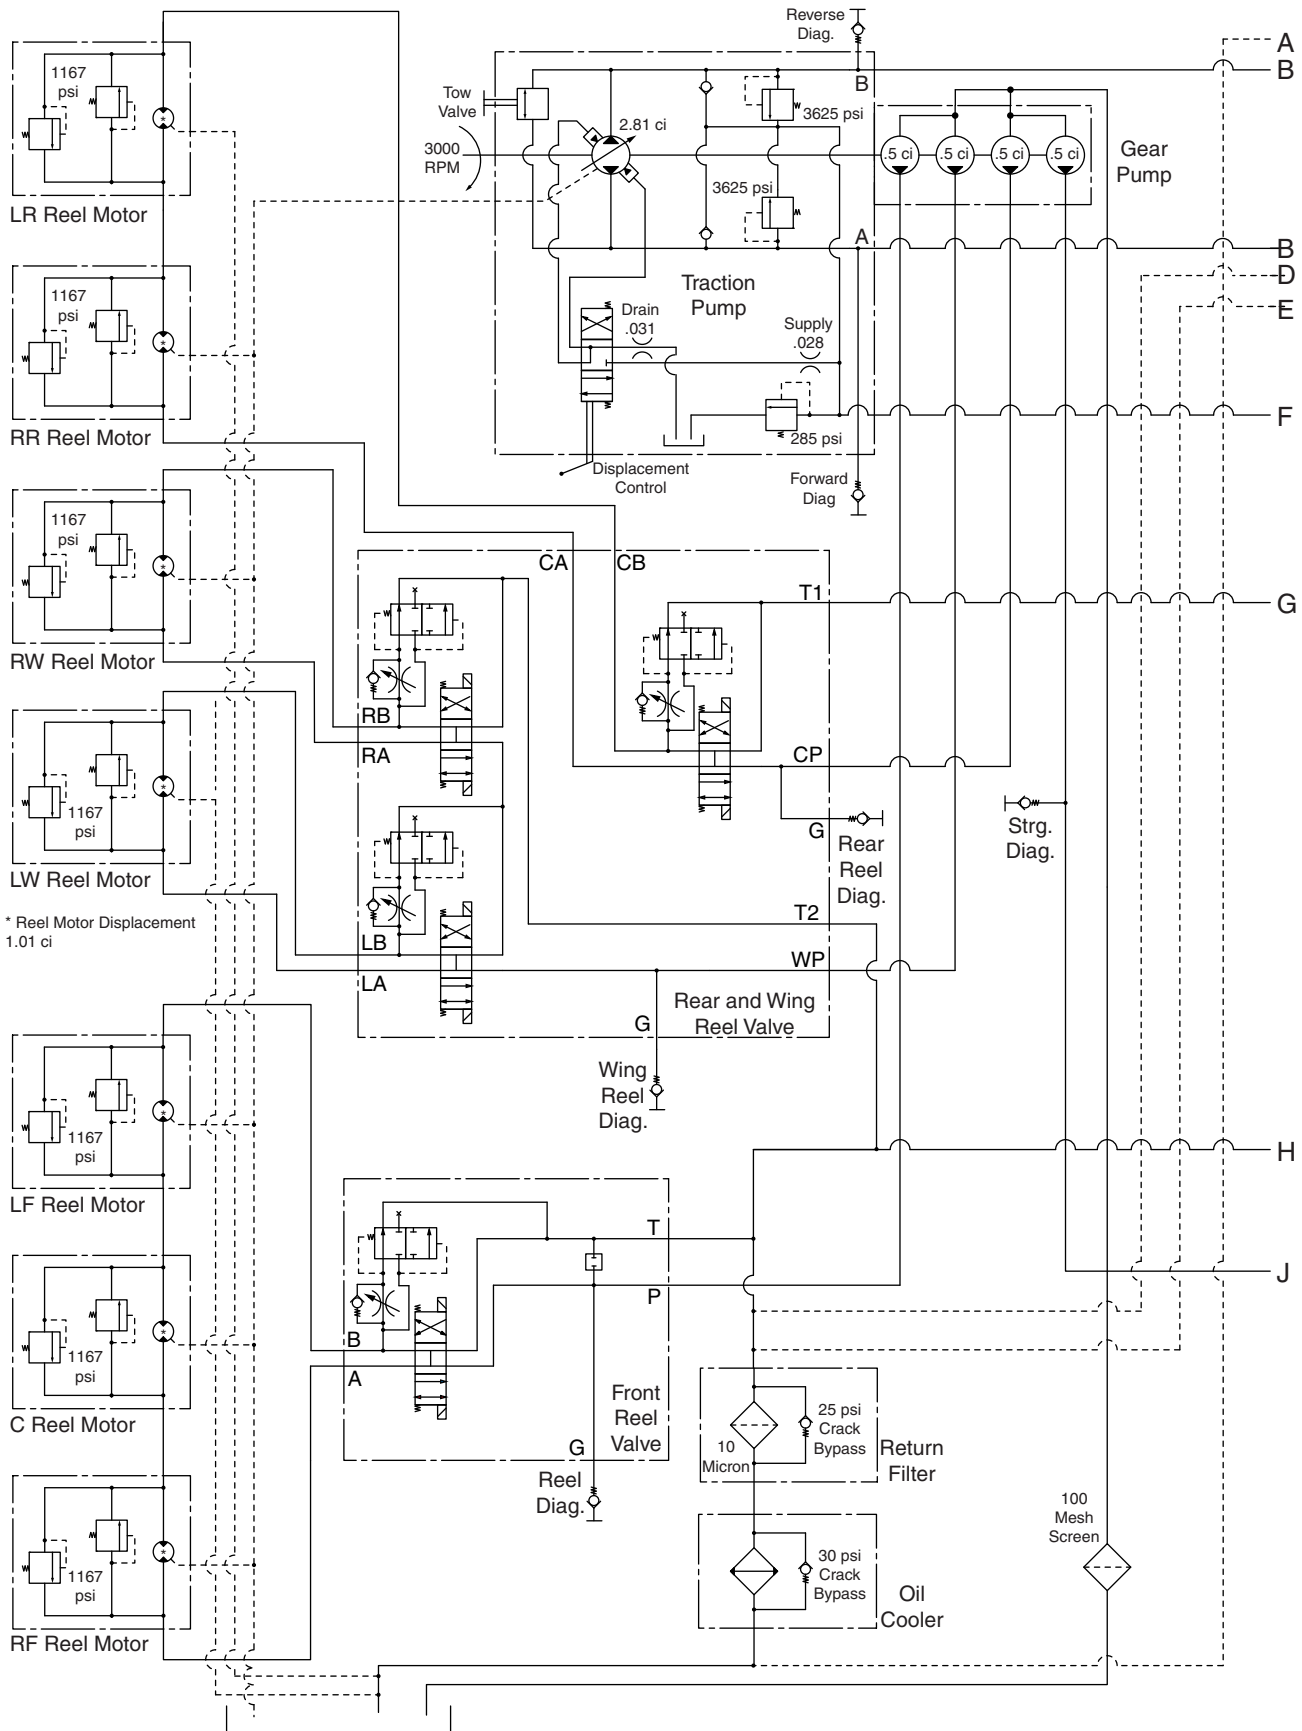 Reverse
Diag.
A
B
1167
psi
LR Reel Motor
Tow
Valve
3000
RPM
2.81 ci
B
3625 psi
3625 psi
.5 ci
.5 ci
.5 ci
.5 ci
Gear
Pump
A
B
D
E
1167
psi
RR Reel Motor
Traction
Pump
Drain
.031
Supply
.028
285 psi
F
Displacement
Control
Forward
Diag
1167
psi
RW Reel Motor
CA
CB
T1
G
RB
RA
CP
G
Rear
Reel
Diag.
Strg.
Diag.
1167
psi
LW Reel Motor
* Reel Motor Displacement
1.01 ci
T2
LB
LA
WP
Rear and Wing
Reel Valve
G
Wing
Reel
Diag.
1167
psi
LF Reel Motor
H
T
P
J
B
A
Front
Reel
Valve
G
Reel
Diag.
1167
psi
C Reel Motor
10
Micron
25 psi
Crack
Bypass
Return
Filter
100
Mesh
Screen
1167
psi
RF Reel Motor
30 psi
Crack
Bypass
Oil
Cooler
*
*
*
*
*
*
*